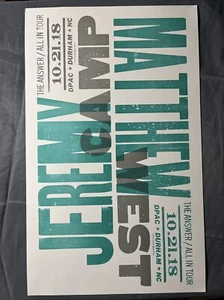 THE ANSWER / ALL IN TOUR
10.21.18
DPAC * DURHAM * NC
JEREMY
CAMP
MATTHEW
WEST
THE ANSWER / ALL IN TOUR
10.21.18
DPAC * DURHAM * NC